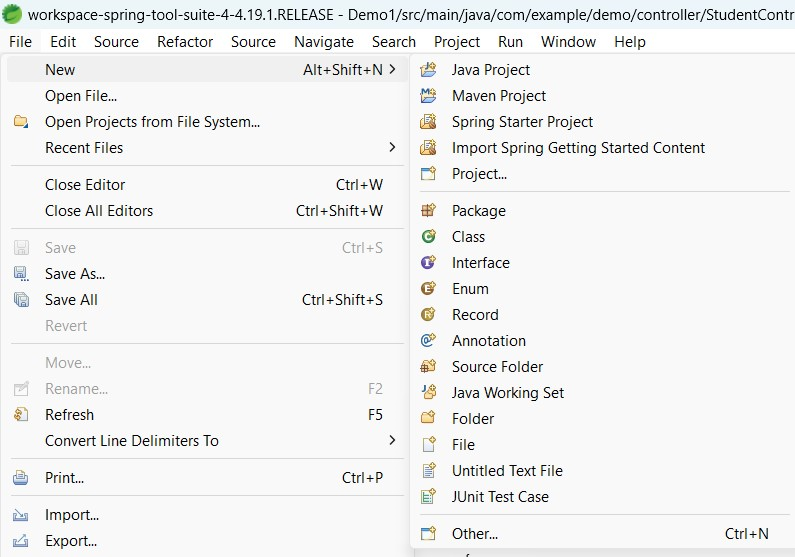 workspace-spring-tool-suite-4-4.19.1.RELEASE - Demo1/src/main/java/com/example/demo/controller/StudentContr
File Edit Source Refactor Source Navigate Search Project Run Window Help
New Alt+Shift+N
Open File...
Open Projects from File System...
Recent Files
Close Editor Ctrl+W
Close All Editors Ctrl+Shift+W
Save Ctrl+S
Save As...
Save All Ctrl+Shift+S
Revert
Move...
Rename... F2
Refresh F5
Convert Line Delimiters To
Print... Ctrl+P
Import...
Export...
Java Project
Maven Project
Spring Starter Project
Import Spring Getting Started Content
Project...
Package
Class
Interface
Enum
Record
Annotation
Source Folder
Java Working Set
Folder
File
Untitled Text File
JUnit Test Case
Other... Ctrl+N